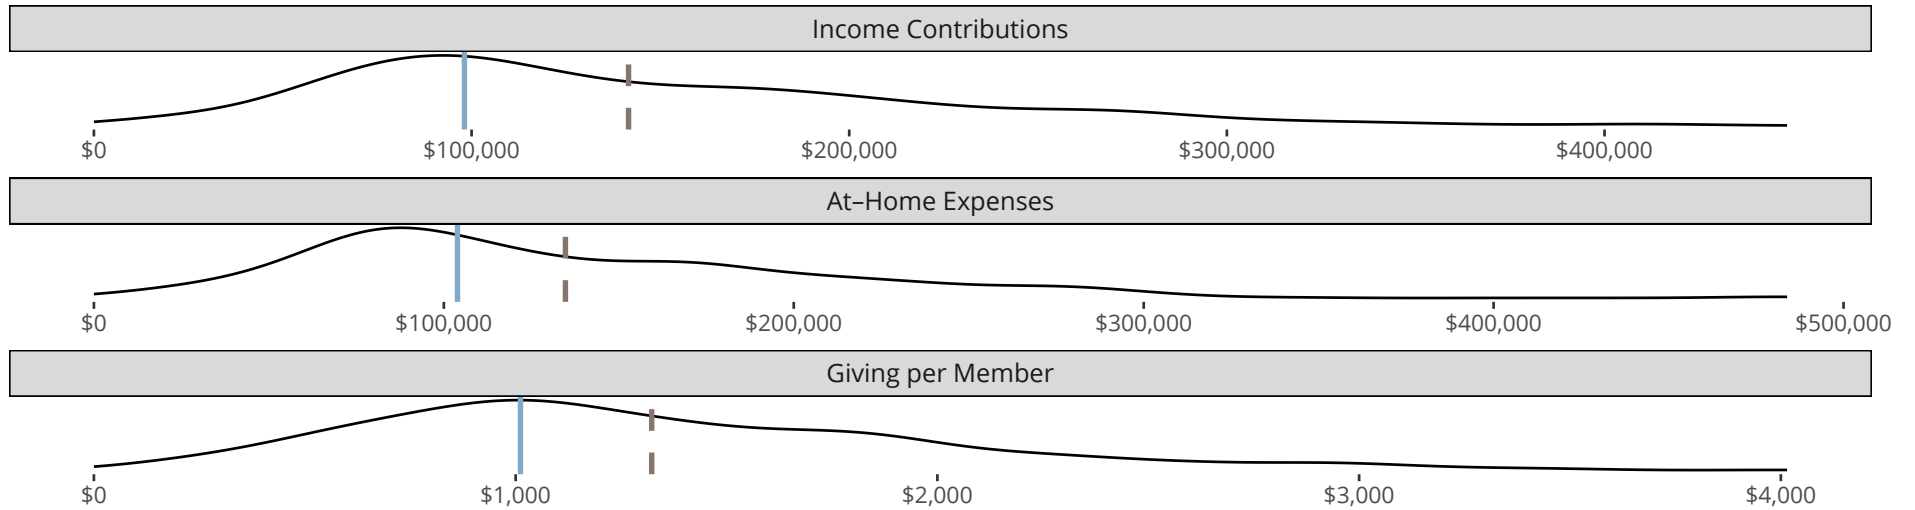 Income Contributions
$0 $100,000 $200,000 $300,000 $400,000
At–Home Expenses
$0 $100,000 $200,000 $300,000 $400,000 $500,000
Giving per Member
$0 $1,000 $2,000 $3,000 $4,000